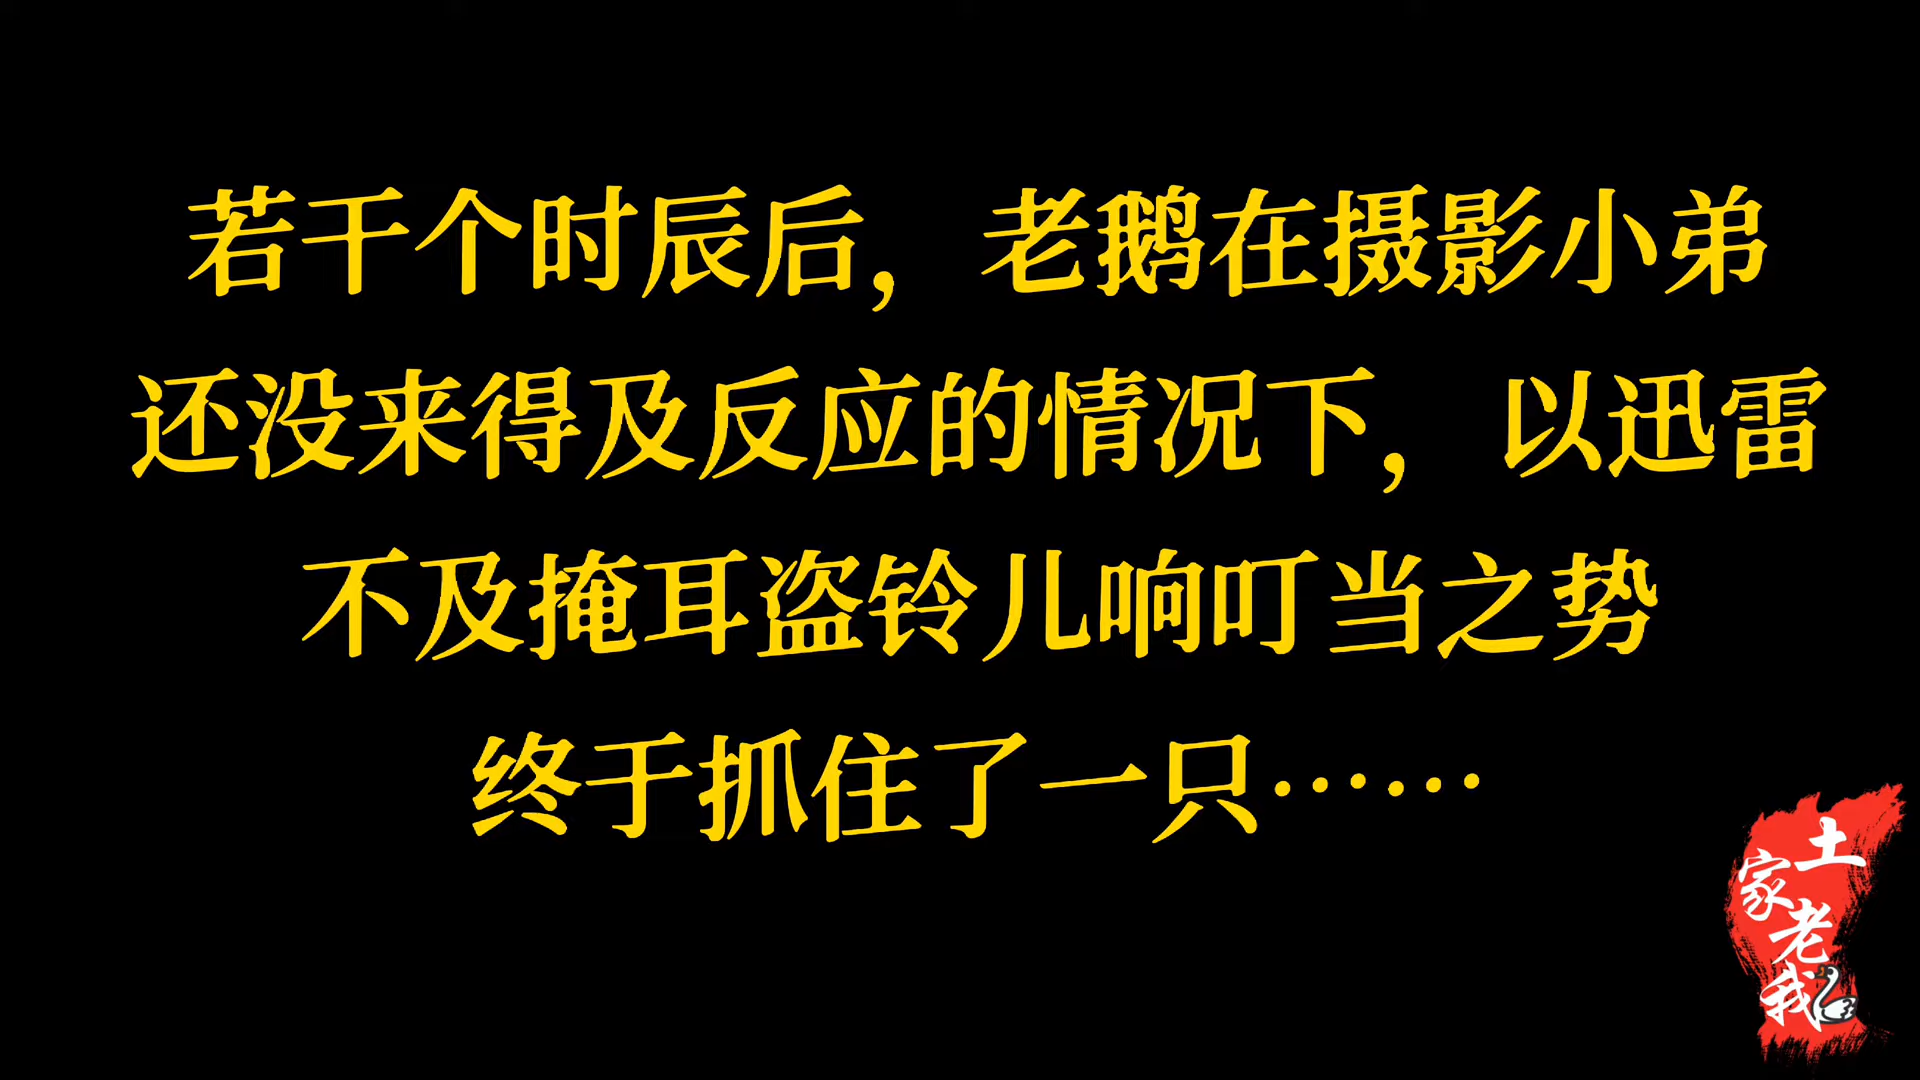 若干个时辰后，老鹅在摄影小弟
还没来得及反应的情况下，以迅雷
不及掩耳盗铃儿响叮当之势
终于抓住了一只……
土家老我